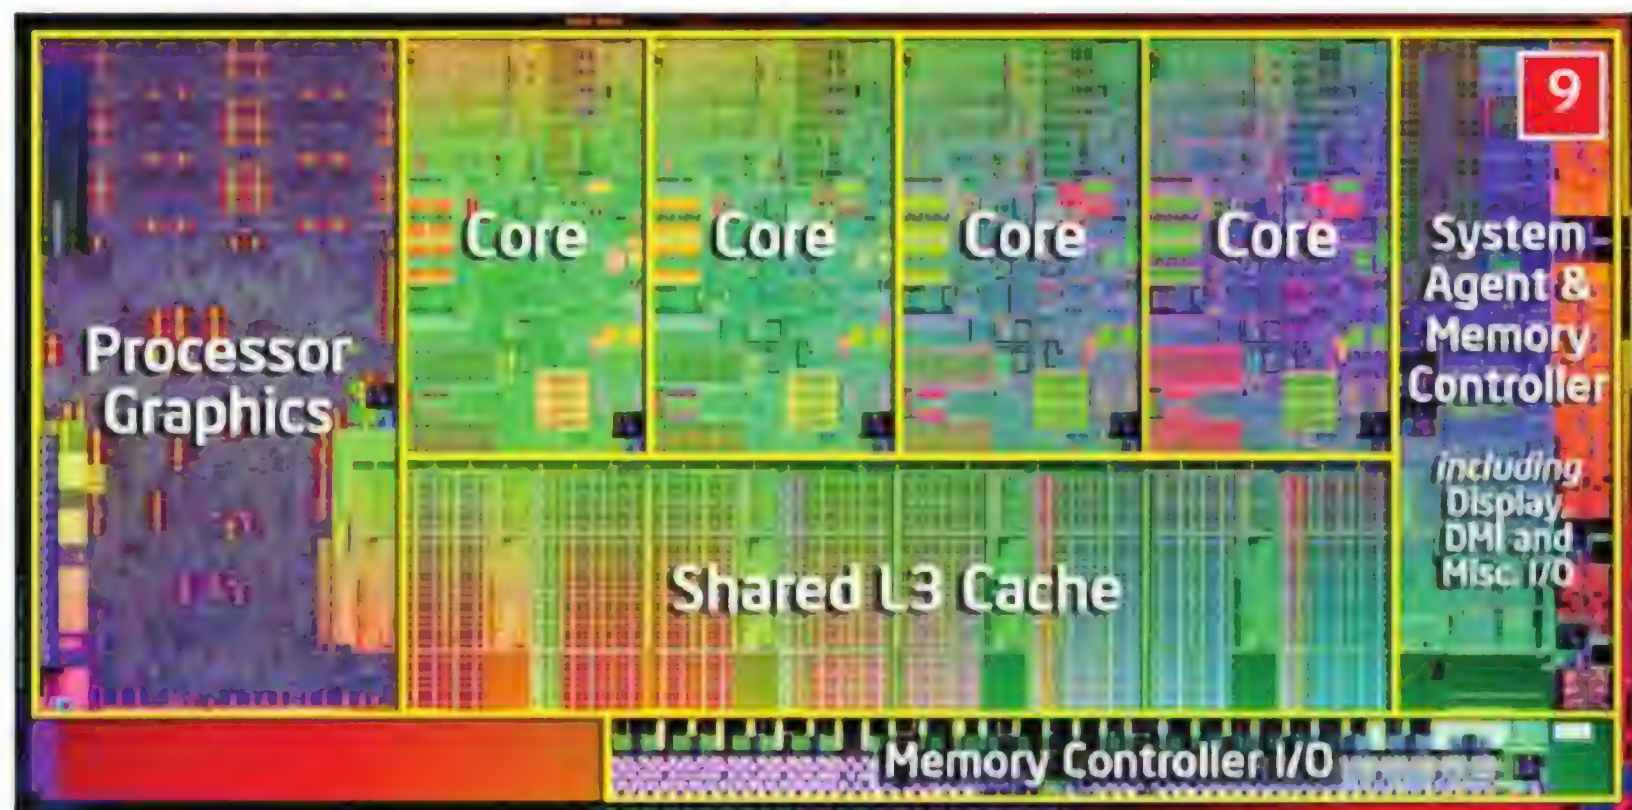 9
Processor
Graphics
Core
Core
Core
Core
System
Agent &
Memory
Controller
including
Display,
DMI and
Misc. I/O
Shared L3 Cache
Memory Controller I/O